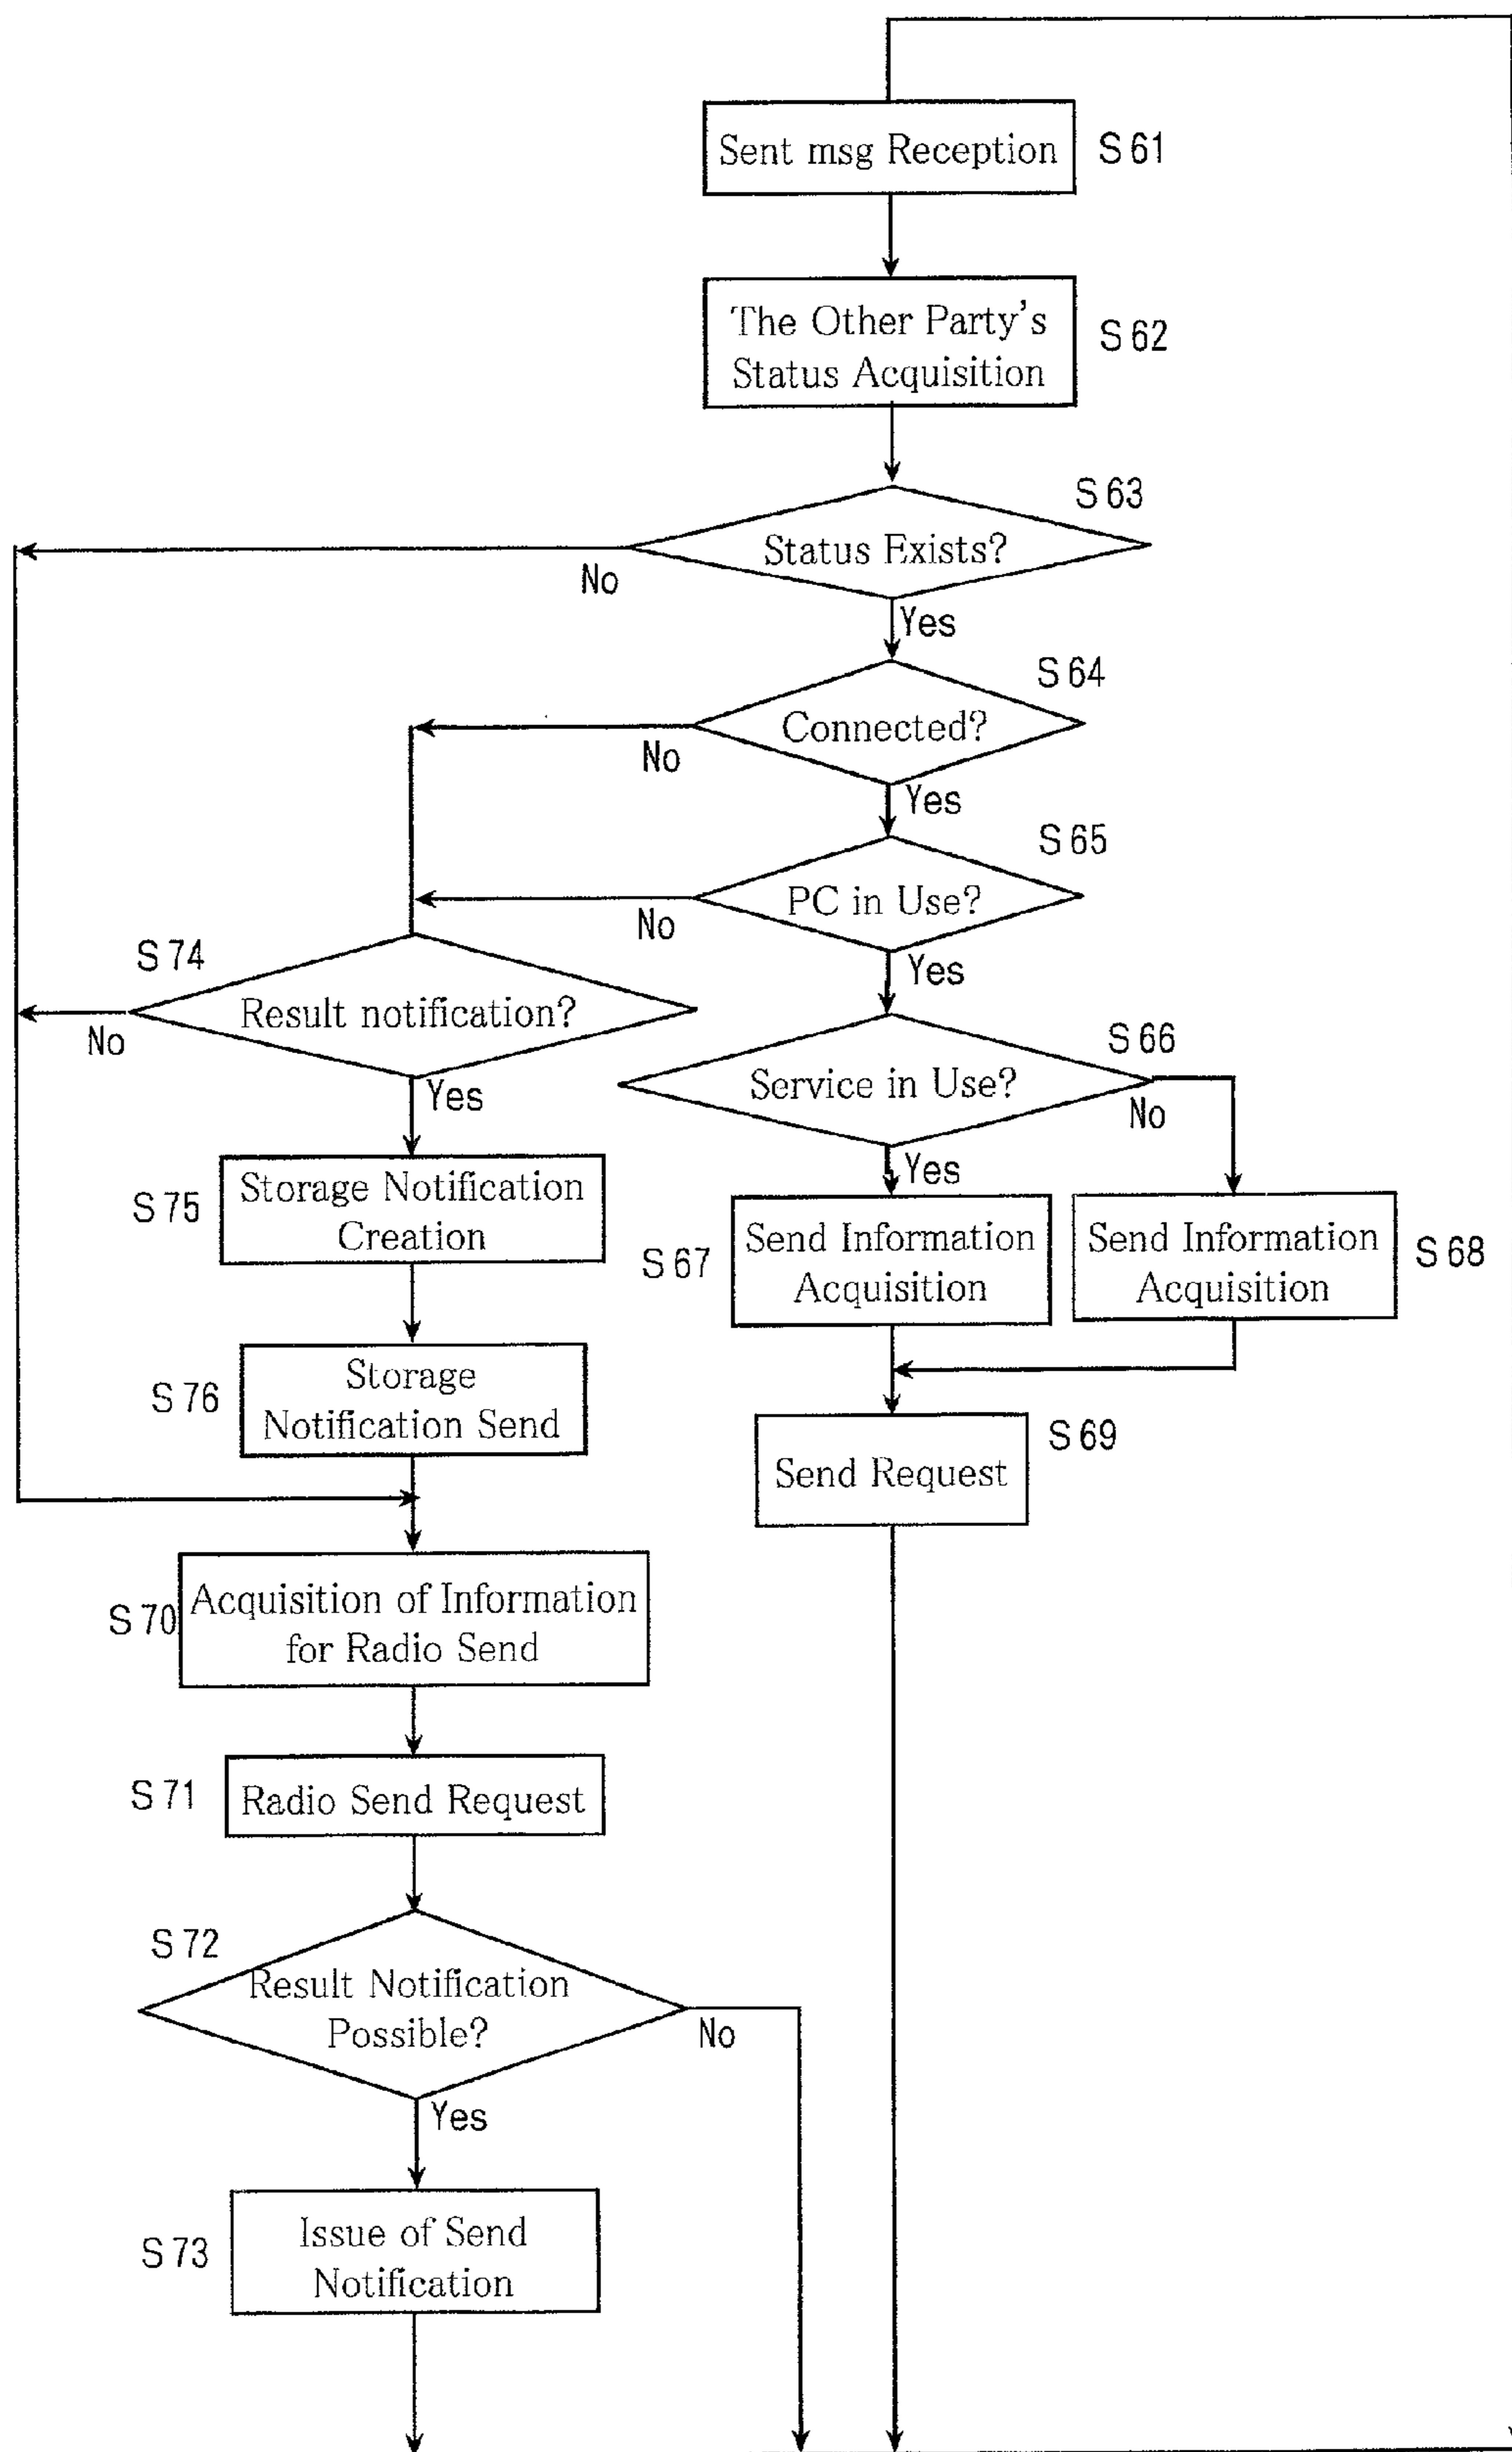 Sent msg Reception
S 61
The Other Party's
Status Acquisition
S 62
S 63
Status Exists?
No
Yes
S 64
Connected?
No
Yes
S 65
PC in Use?
No
Yes
S 74
Result notification?
No
Yes
S 66
Service in Use?
No
Yes
S 75
Storage Notification
Creation
S 67
Send Information
Acquisition
Send Information
Acquisition
S 68
S 76
Storage
Notification Send
S 69
Send Request
S 70
Acquisition of Information
for Radio Send
S 71
Radio Send Request
S 72
Result Notification
Possible?
No
Yes
S 73
Issue of Send
Notification